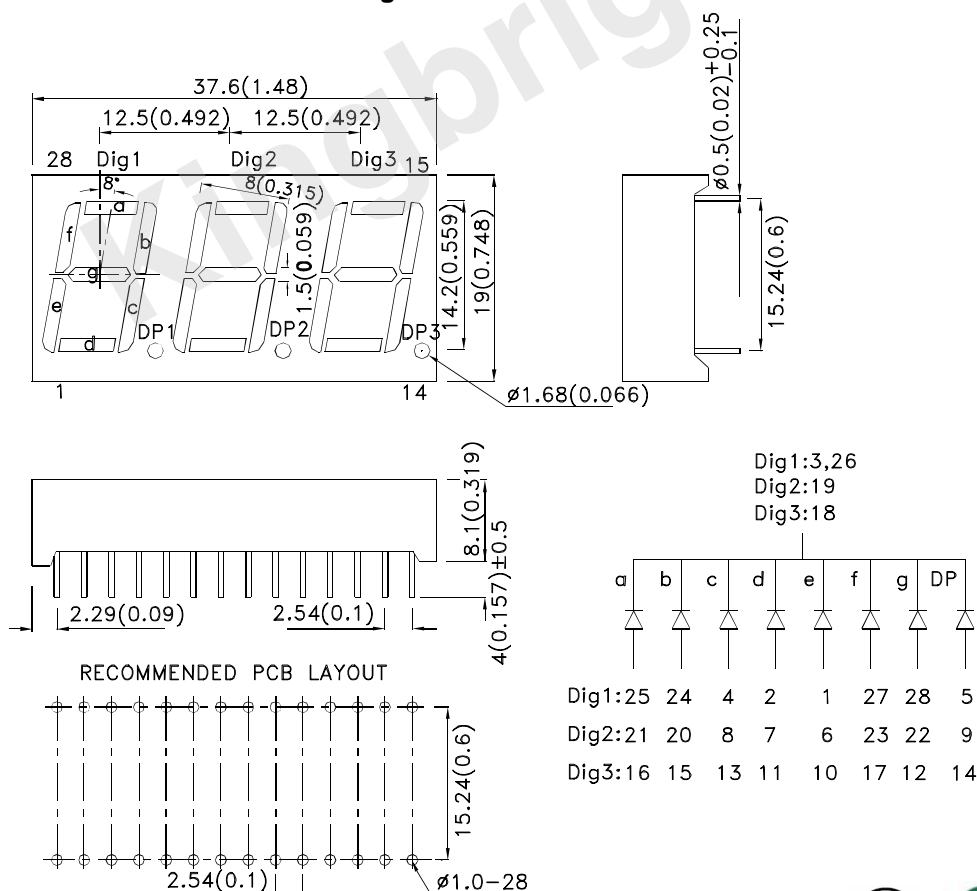 Kingbrig
37.6(1.48)
12.5(0.492) 12.5(0.492)
28 Dig1 Dig2 Dig3 15
8° 8(0.315)
a
f b
g
e c
d
DP1 DP2 DP3
1.5(0.059)
14.2(0.559)
19(0.748)
1 14
ø1.68(0.066)
ø0.5(0.02)+0.25
-0.1
15.24(0.6)
8.1(0.319)
4(0.157)±0.5
2.29(0.09) 2.54(0.1)
RECOMMENDED PCB LAYOUT
15.24(0.6)
2.54(0.1)
ø1.0-28
Dig1:3,26
Dig2:19
Dig3:18
a b c d e f g DP
Dig1:25 24 4 2 1 27 28 5
Dig2:21 20 8 7 6 23 22 9
Dig3:16 15 13 11 10 17 12 14